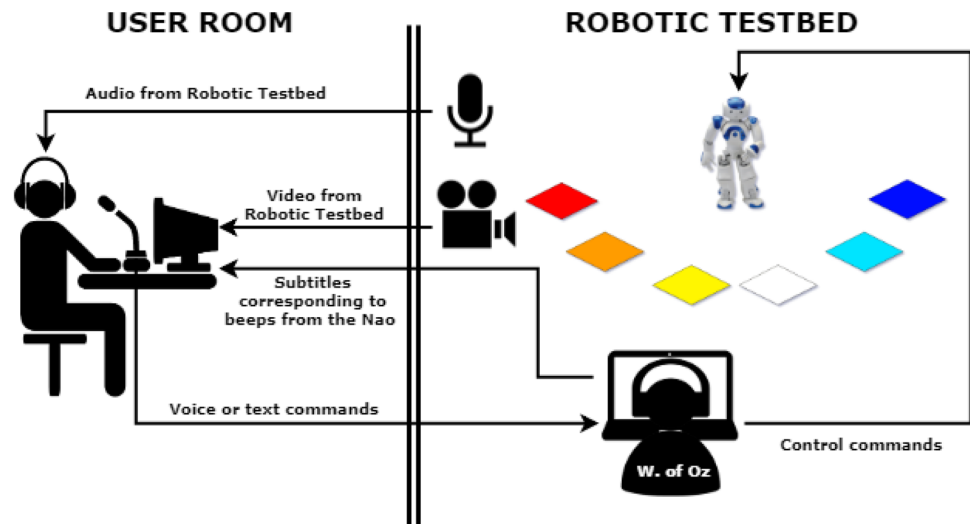 USER ROOM
ROBOTIC TESTBED
Audio from Robotic Testbed
Video from
Robotic Testbed
Subtitles
corresponding to
beeps from the Nao
Voice or text commands
Control commands
W. of Oz